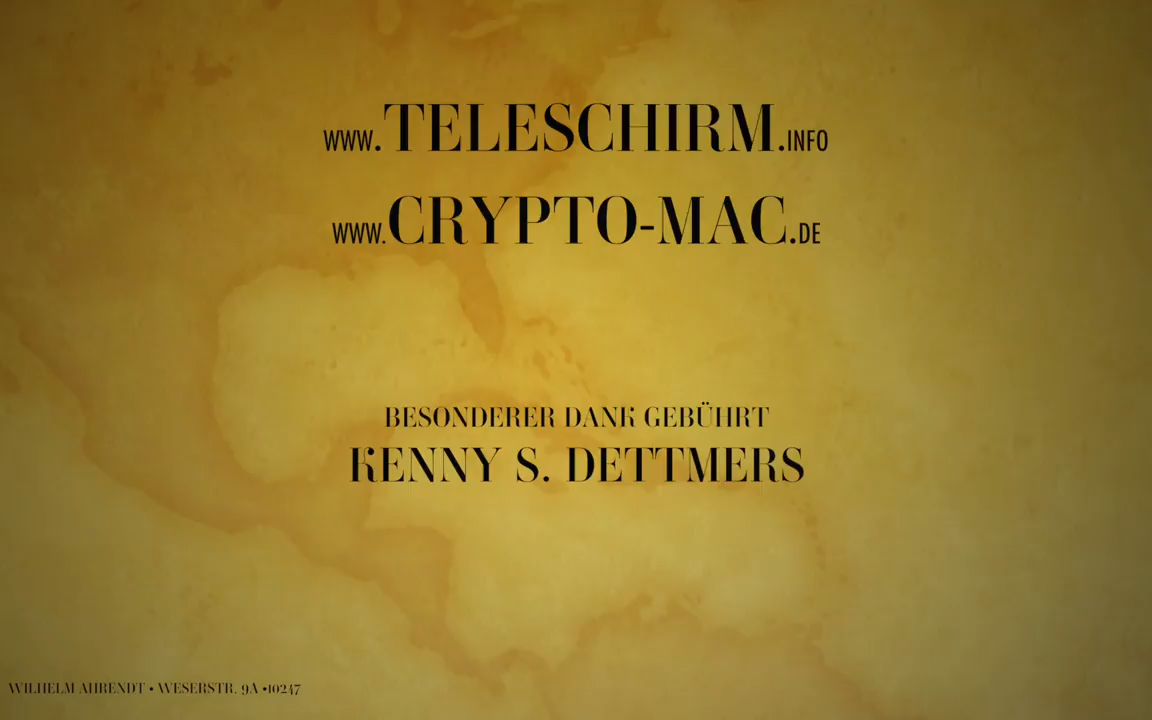 WWW.TELESCHIRM.INFO
WWW.CRYPTO-MAC.DE
BESONDERER DANK GEBÜHRT
KENNY S. DETTMERS
WILHELM AHRENDT • WESERSTR. 9A •10247